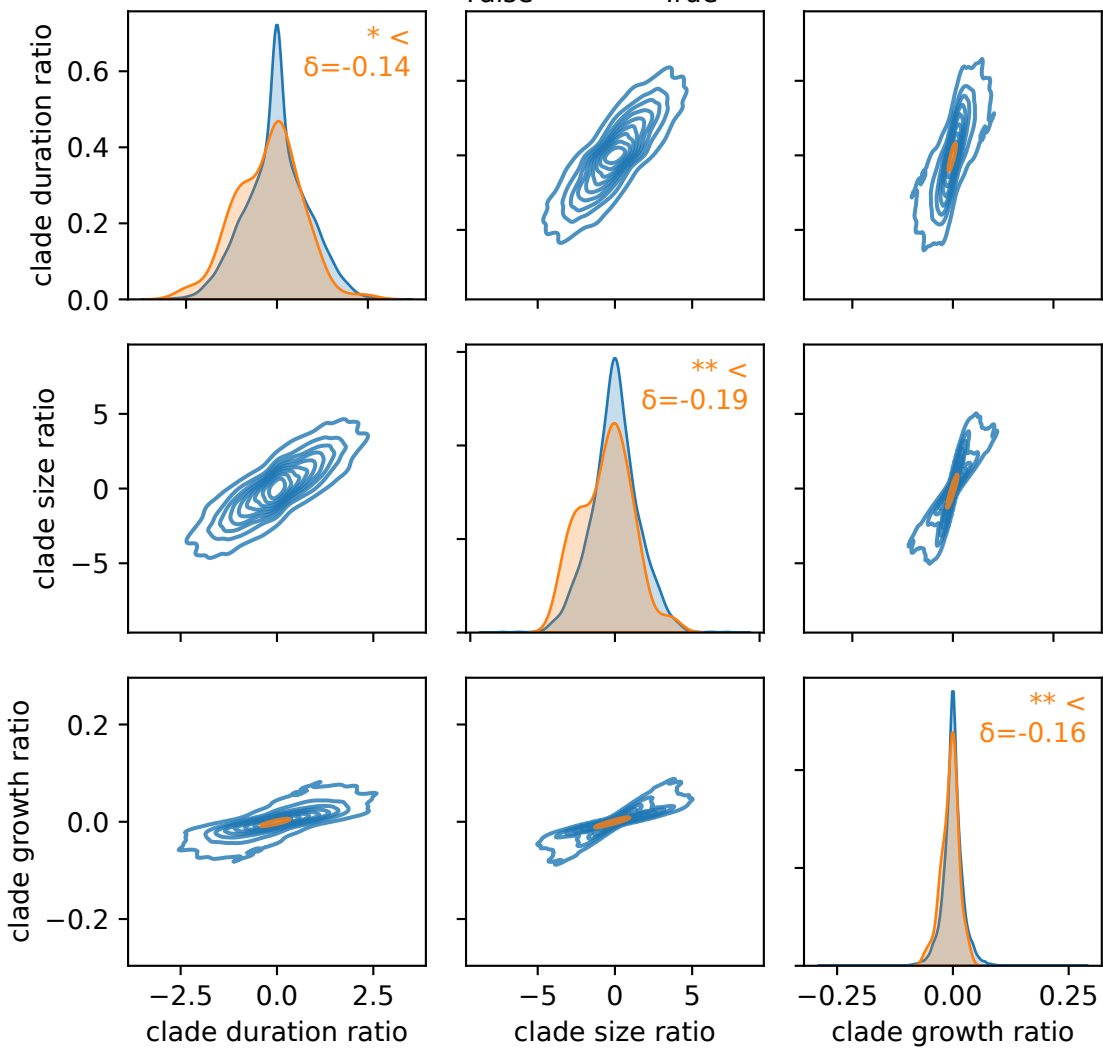 clade duration ratio
0.6
0.4
0.2
0.0
* <
δ=-0.14
clade size ratio
5
0
−5
** <
δ=-0.19
clade growth ratio
0.2
0.0
−0.2
** <
δ=-0.16
−2.5 0.0 2.5
−5 0 5
−0.25 0.00 0.25
clade duration ratio
clade size ratio
clade growth ratio